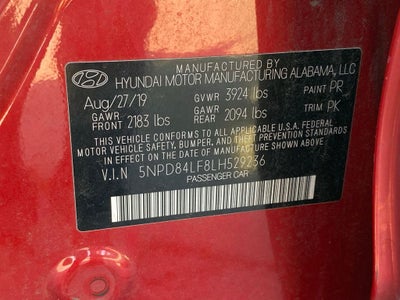 MANUFACTURED BY
HYUNDAI MOTOR MANUFACTURING ALABAMA, LLC
Aug/27/19 GVWR 3924 lbs PAINT PR
GAWR FRONT 2183 lbs GAWR REAR 2094 lbs TRIM PK
THIS VEHICLE CONFORMS TO ALL APPLICABLE U.S.A. FEDERAL
MOTOR VEHICLE SAFETY, BUMPER, AND THEFT PREVENTION STANDARDS
IN EFFECT ON THE DATE OF MANUFACTURE SHOWN ABOVE.
V.I.N 5NPD84LF8LH529236
PASSENGER CAR